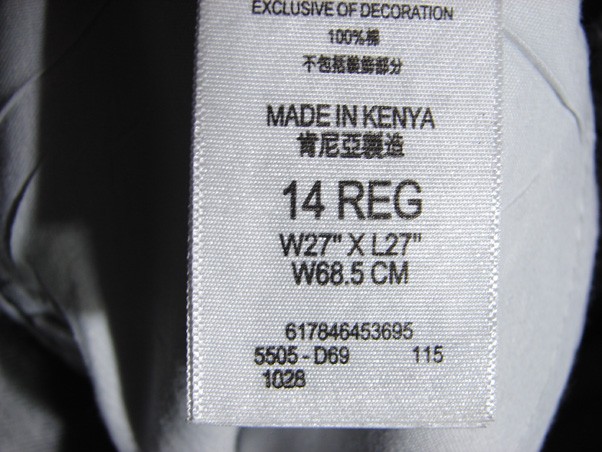 EXCLUSIVE OF DECORATION
100%棉
不包括裝飾部分
MADE IN KENYA
肯尼亞製造
14 REG
W27" X L27"
W68.5 CM
617846453695
5505 - D69 115
1028